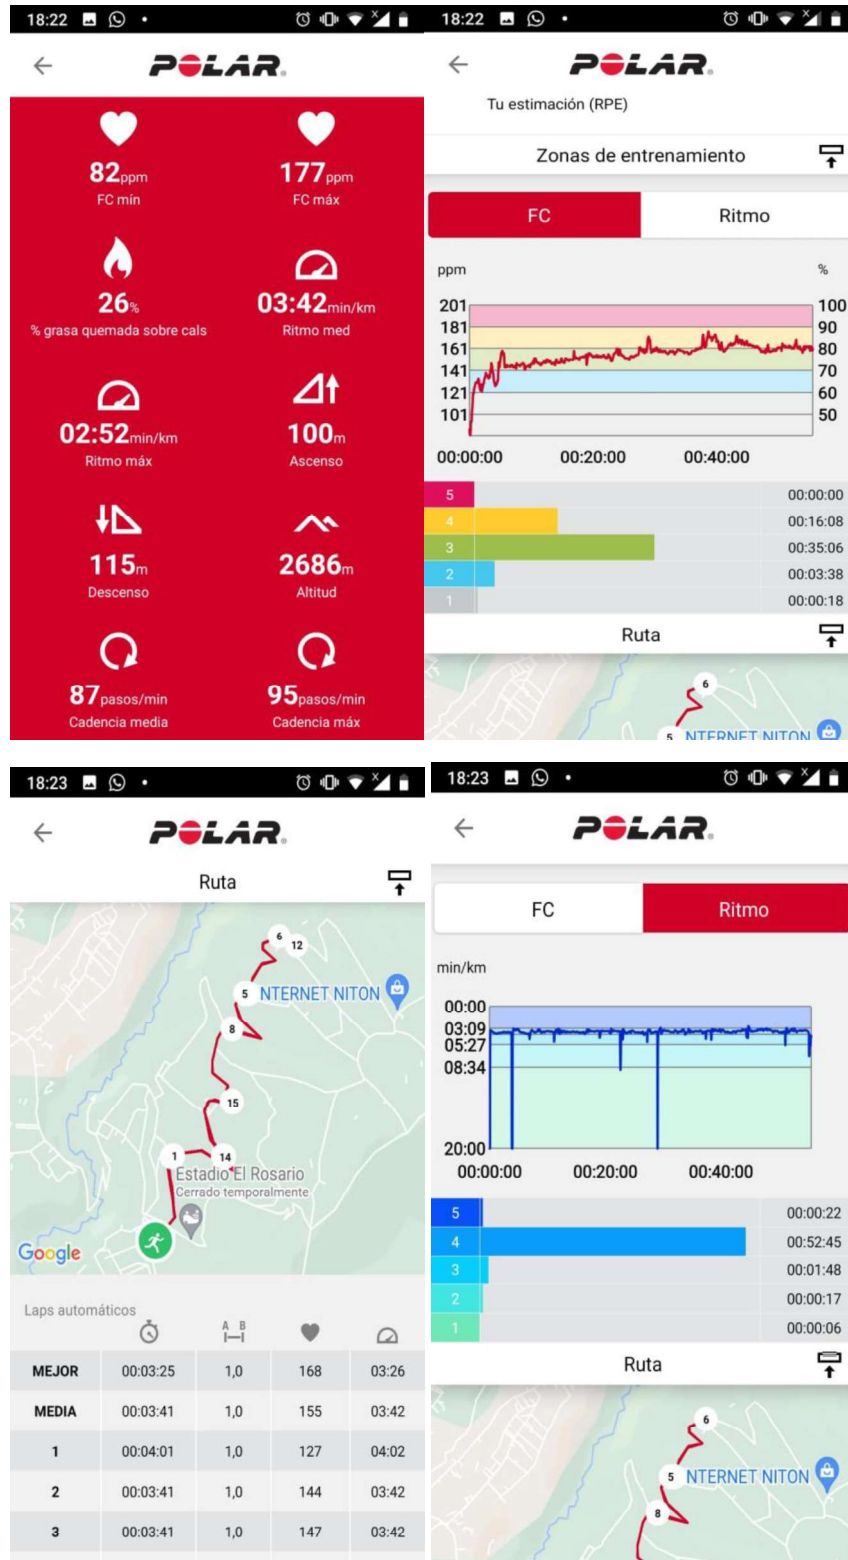 18:22
POLAR
82ppm
FC mín
177ppm
FC máx
26%
% grasa quemada sobre cals
03:42min/km
Ritmo med
02:52min/km
Ritmo máx
100m
Ascenso
115m
Descenso
2686m
Altitud
87pasos/min
Cadencia media
95pasos/min
Cadencia máx
18:22
POLAR
Tu estimación (RPE)
Zonas de entrenamiento
FC Ritmo
ppm %
201 100
181 90
161 80
141 70
121 60
101 50
00:00:00 00:20:00 00:40:00
5 00:00:00
4 00:16:08
3 00:35:06
2 00:03:38
1 00:00:18
Ruta
6
5 NTERNET NITON
18:23
POLAR
Ruta
6 12
5 NTERNET NITON
8
15
1 14
Estadio El Rosario
Cerrado temporalmente
Google
Laps automáticos
A B
MEJOR 00:03:25 1,0 168 03:26
MEDIA 00:03:41 1,0 155 03:42
1 00:04:01 1,0 127 04:02
2 00:03:41 1,0 144 03:42
3 00:03:41 1,0 147 03:42
18:23
POLAR
FC Ritmo
min/km
00:00
03:09
05:27
08:34
20:00
00:00:00 00:20:00 00:40:00
5 00:00:22
4 00:52:45
3 00:01:48
2 00:00:17
1 00:00:06
Ruta
6
5 NTERNET NITON
8